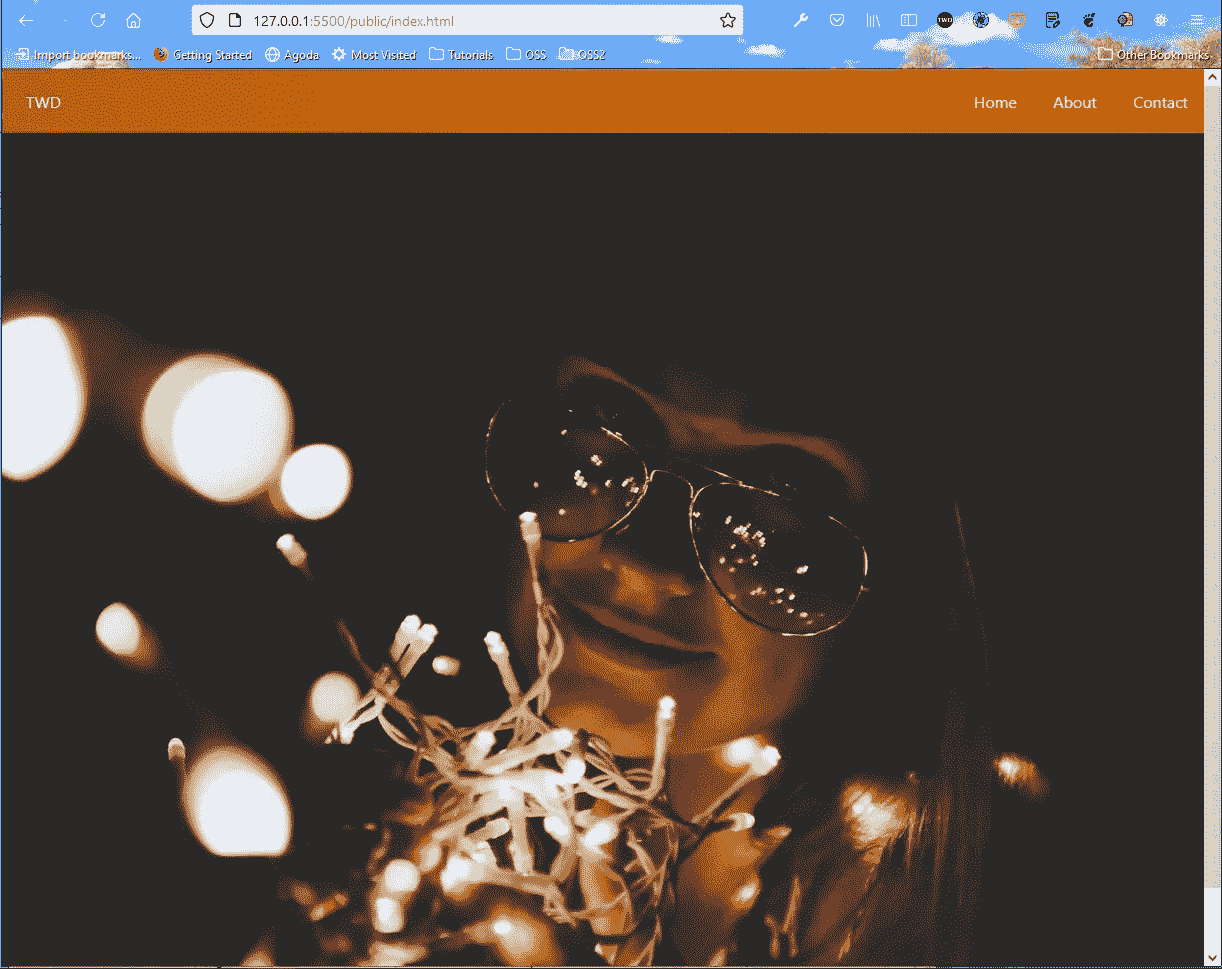 127.0.0.1:5500/public/index.html
TWD
Import bookmarks... Getting Started Agoda Most Visited Tutorials OSS OSS2 Other Bookmarks
TWD Home About Contact